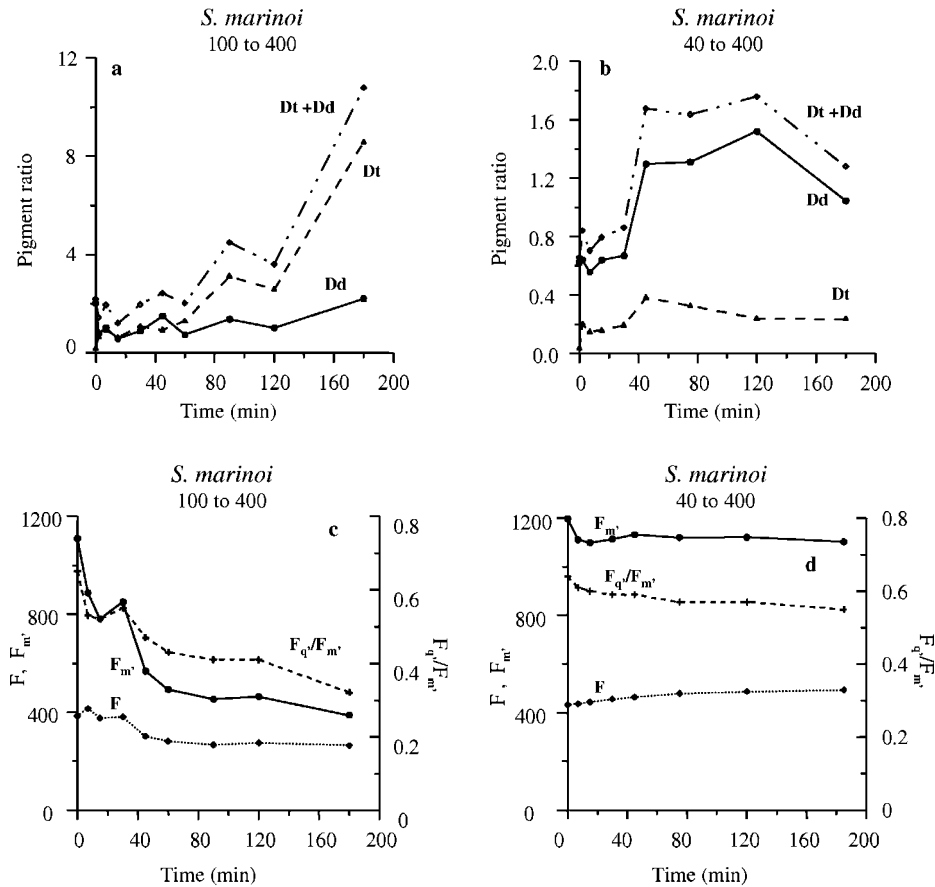 S. marinoi
100 to 400
a
12
8
4
0
Pigment ratio
Dt +Dd
Dt
Dd
0 40 80 120 160 200
Time (min)
S. marinoi
40 to 400
b
2.0
1.6
1.2
0.8
0.4
0.0
Pigment ratio
Dt +Dd
Dd
Dt
0 40 80 120 160 200
Time (min)
S. marinoi
100 to 400
c
1200
800
400
0
F, Fm'
Fq'/Fm'
Fm'
F
0.8
0.6
0.4
0.2
0
Fq'/Fm'
0 40 80 120 160 200
Time (min)
S. marinoi
40 to 400
d
1200
800
400
0
F , Fm'
Fm'
Fq'/Fm'
F
0.8
0.6
0.4
0.2
0
Fq'/Fm'
0 40 80 120 160 200
Time (min)